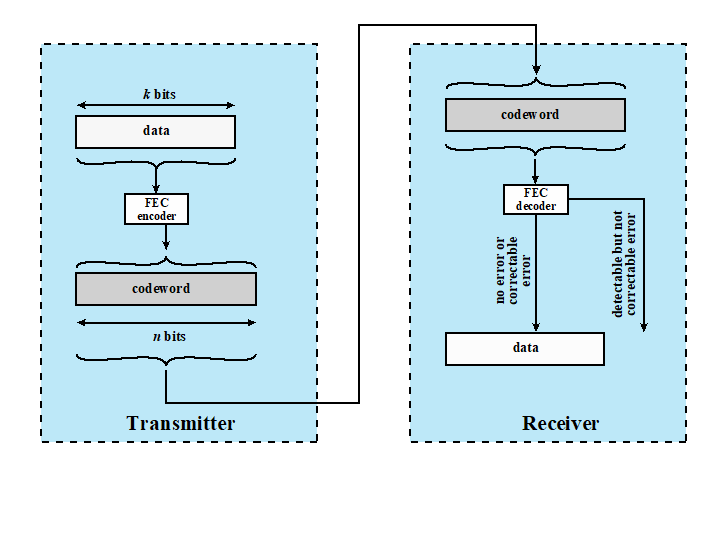 k bits
data
FEC
encoder
codeword
n bits
Transmitter
codeword
FEC
decoder
no error or
correctable
error
detectable but not
correctable error
data
Receiver